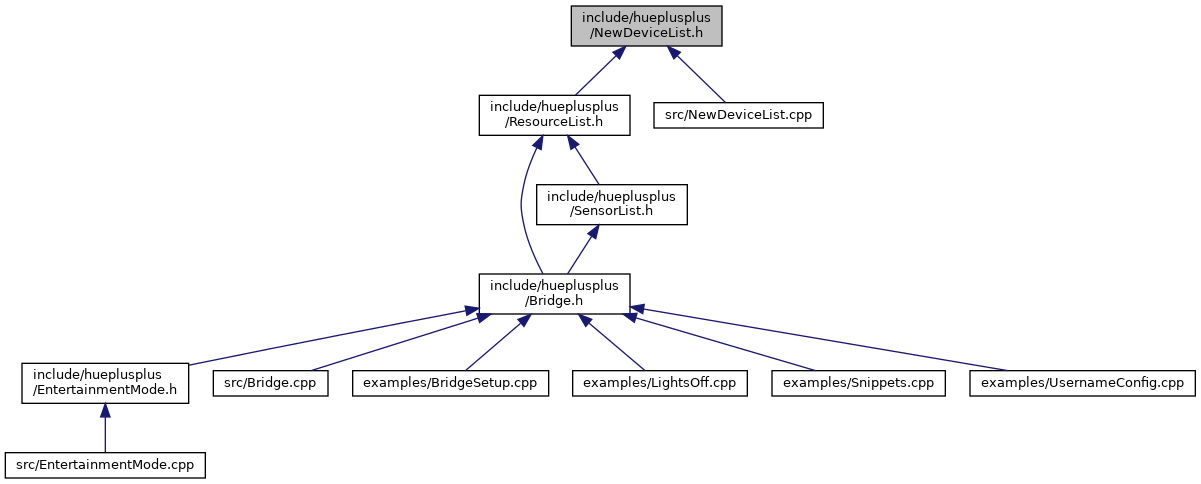 include/hueplusplus
/NewDeviceList.h
include/hueplusplus
/ResourceList.h
src/NewDeviceList.cpp
include/hueplusplus
/SensorList.h
include/hueplusplus
/Bridge.h
include/hueplusplus
/EntertainmentMode.h
src/Bridge.cpp
examples/BridgeSetup.cpp
examples/LightsOff.cpp
examples/Snippets.cpp
examples/UsernameConfig.cpp
src/EntertainmentMode.cpp